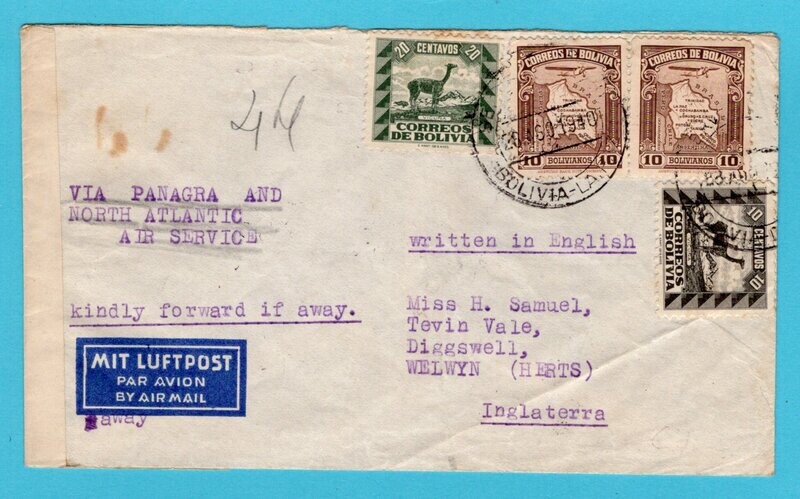 20 CENTAVOS 20
VICUÑA
CORREOS
DE BOLIVIA
CORREOS DE BOLIVIA
10 BOLIVIANOS 10
CORREOS DE BOLIVIA
10 BOLIVIANOS 10
BOLIVIA-LA
VIA PANAGRA AND
NORTH ATLANTIC
AIR SERVICE
10 CENTAVOS 10
CORREOS
DE BOLIVIA
written in English
kindly forward if away.
Miss H. Samuel,
Tevin Vale,
Diggswell,
WELWYN (HERTS)
Inglaterra
MIT LUFTPOST
PAR AVION
BY AIR MAIL
away